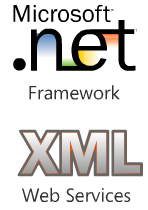 Microsoft
.net
Framework
XML
Web Services